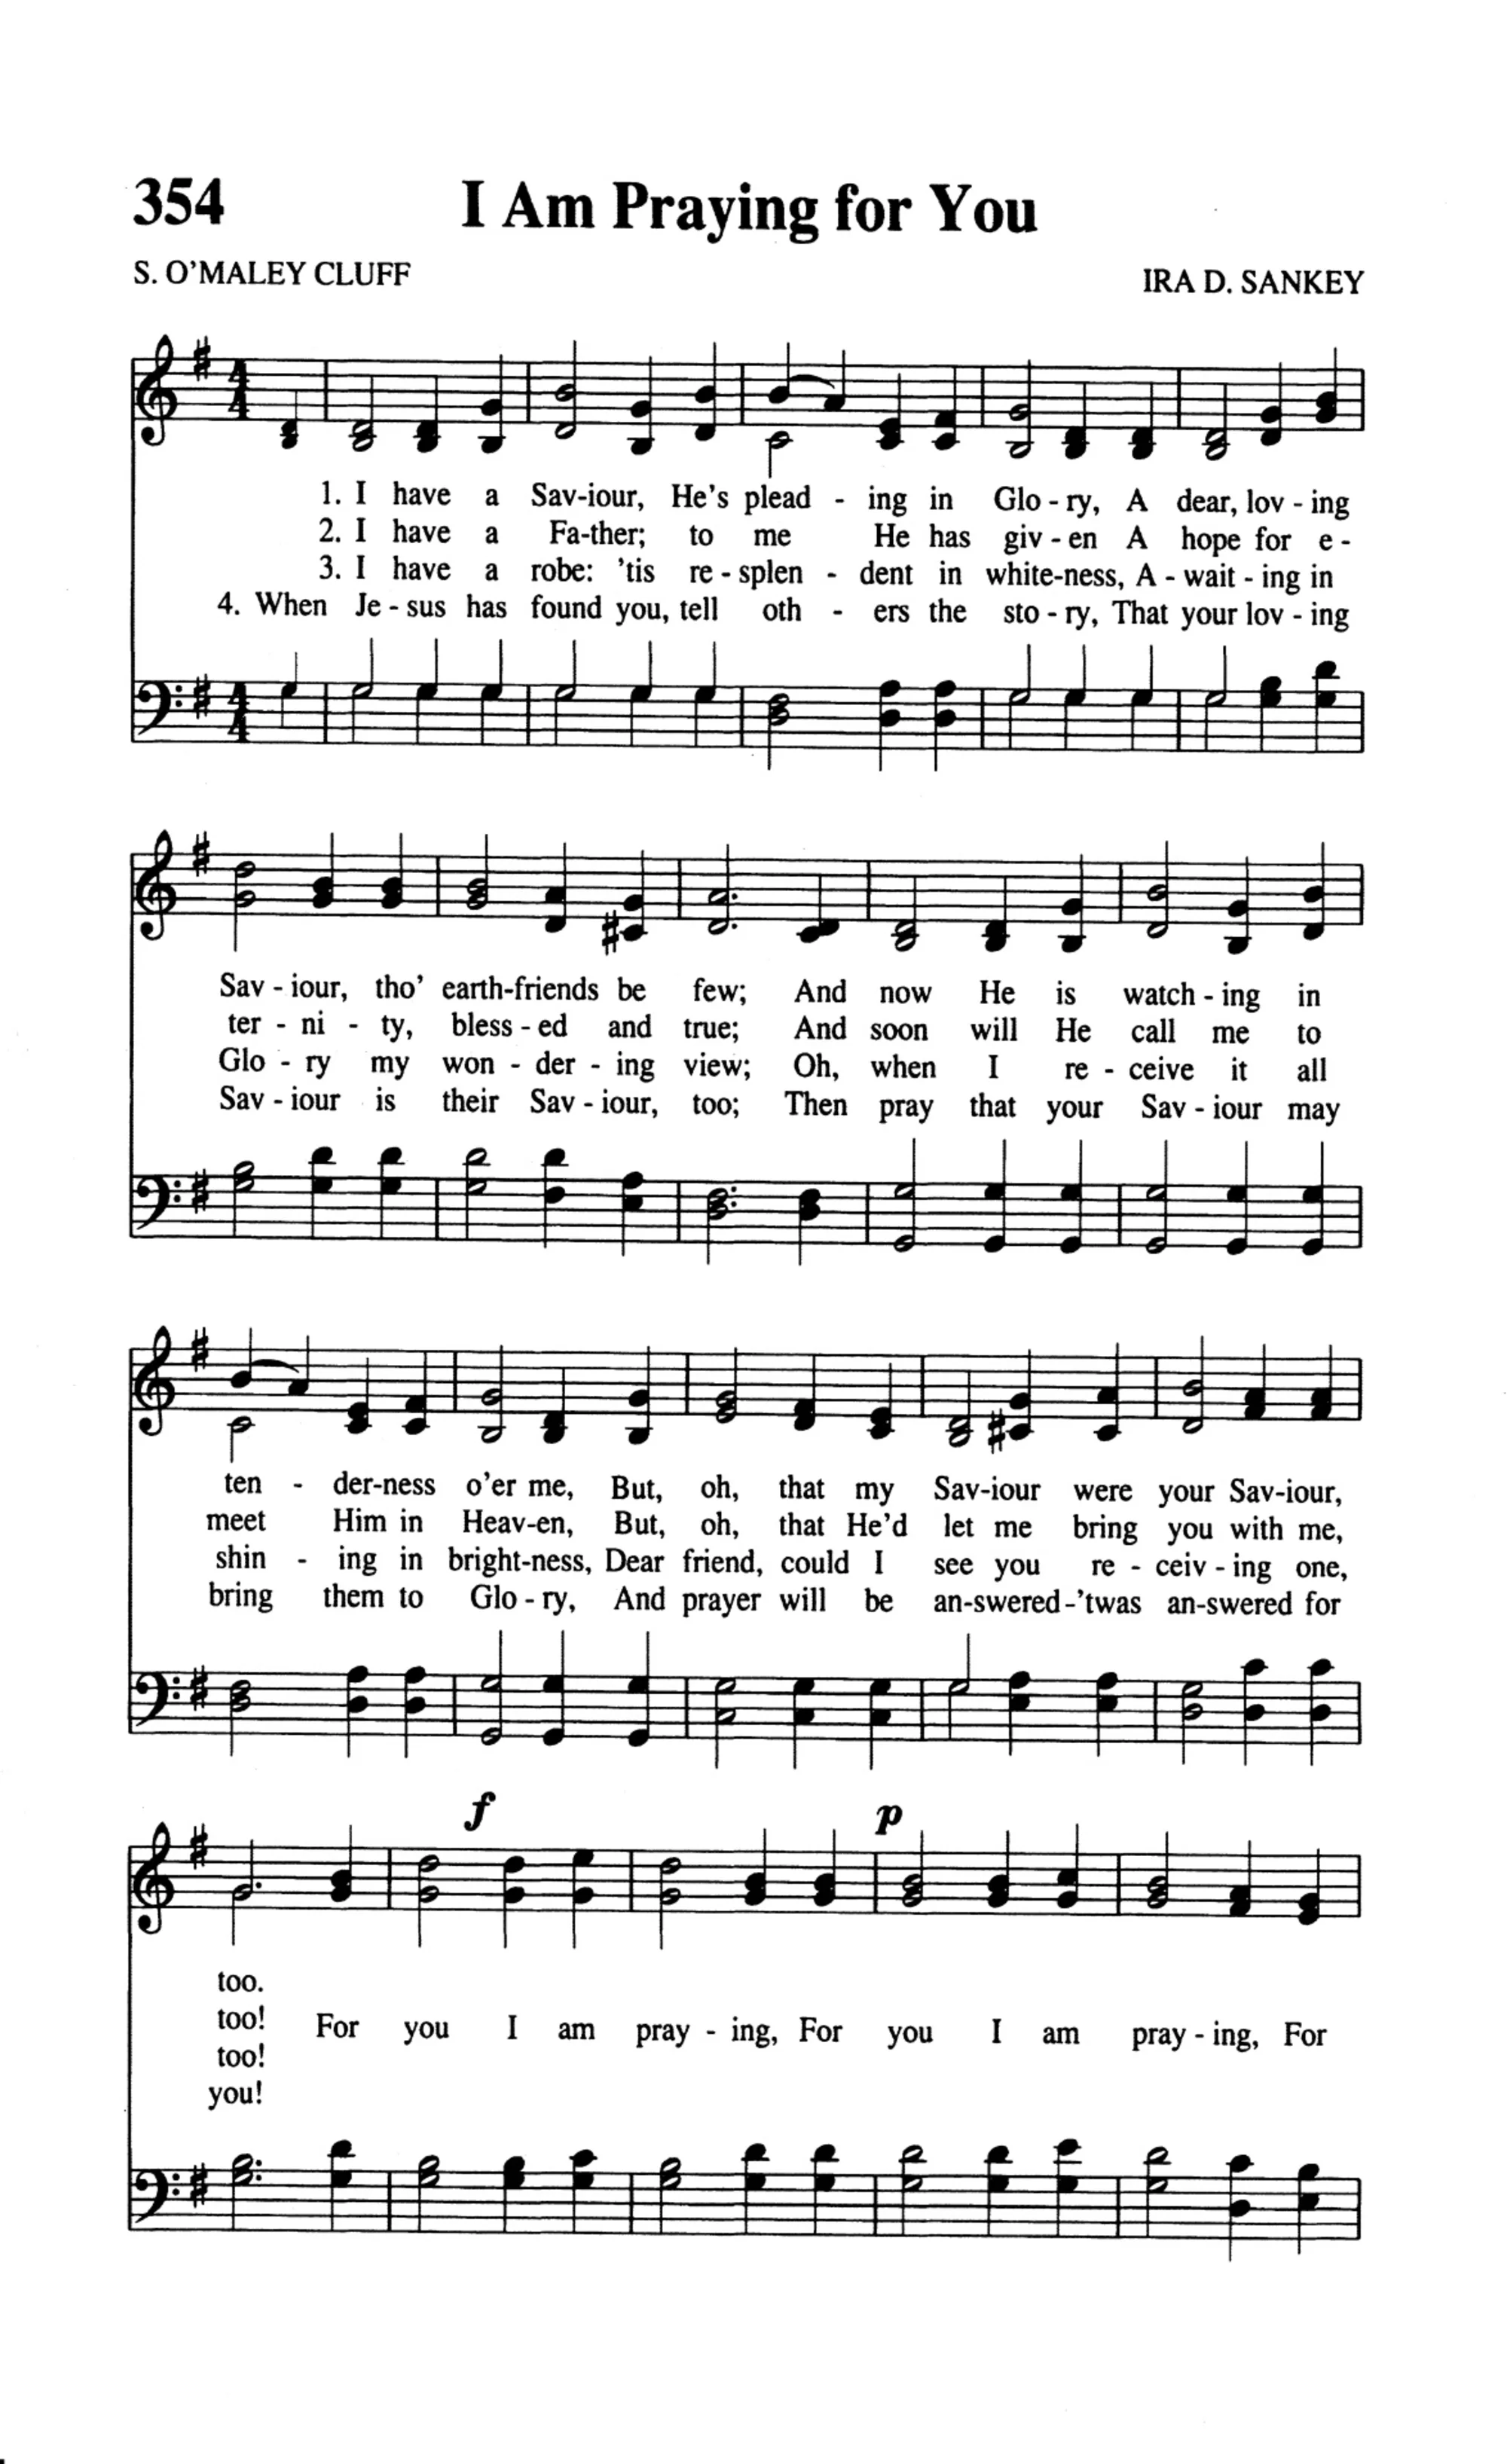 354 I Am Praying for You
S. O'MALEY CLUFF IRA D. SANKEY
4
4
1. I have a Sav-iour, He's plead - ing in Glo - ry, A dear, lov - ing
2. I have a Fa-ther; to me He has giv - en A hope for e -
3. I have a robe: 'tis re - splen - dent in white-ness, A - wait - ing in
4. When Je - sus has found you, tell oth - ers the sto - ry, That your lov - ing
4
4
Sav - iour, tho' earth-friends be few; And now He is watch - ing in
ter - ni - ty, bless - ed and true; And soon will He call me to
Glo - ry my won - der - ing view; Oh, when I re - ceive it all
Sav - iour is their Sav - iour, too; Then pray that your Sav - iour may
ten - der-ness o'er me, But, oh, that my Sav-iour were your Sav-iour,
meet Him in Heav-en, But, oh, that He'd let me bring you with me,
shin - ing in bright-ness, Dear friend, could I see you re - ceiv - ing one,
bring them to Glo - ry, And prayer will be an-swered-'twas an-swered for
f p
too.
too! For you I am pray - ing, For you I am pray - ing, For
too!
you!